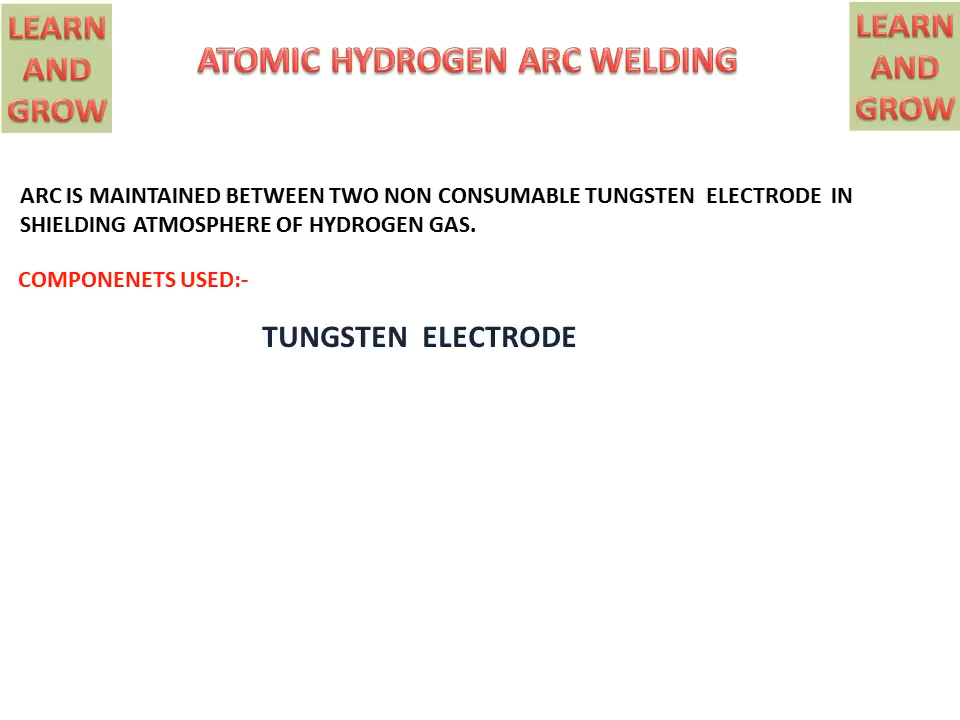 LEARN
AND
GROW
ATOMIC HYDROGEN ARC WELDING
LEARN
AND
GROW
ARC IS MAINTAINED BETWEEN TWO NON CONSUMABLE TUNGSTEN ELECTRODE IN
SHIELDING ATMOSPHERE OF HYDROGEN GAS.
COMPONENETS USED:-
TUNGSTEN ELECTRODE